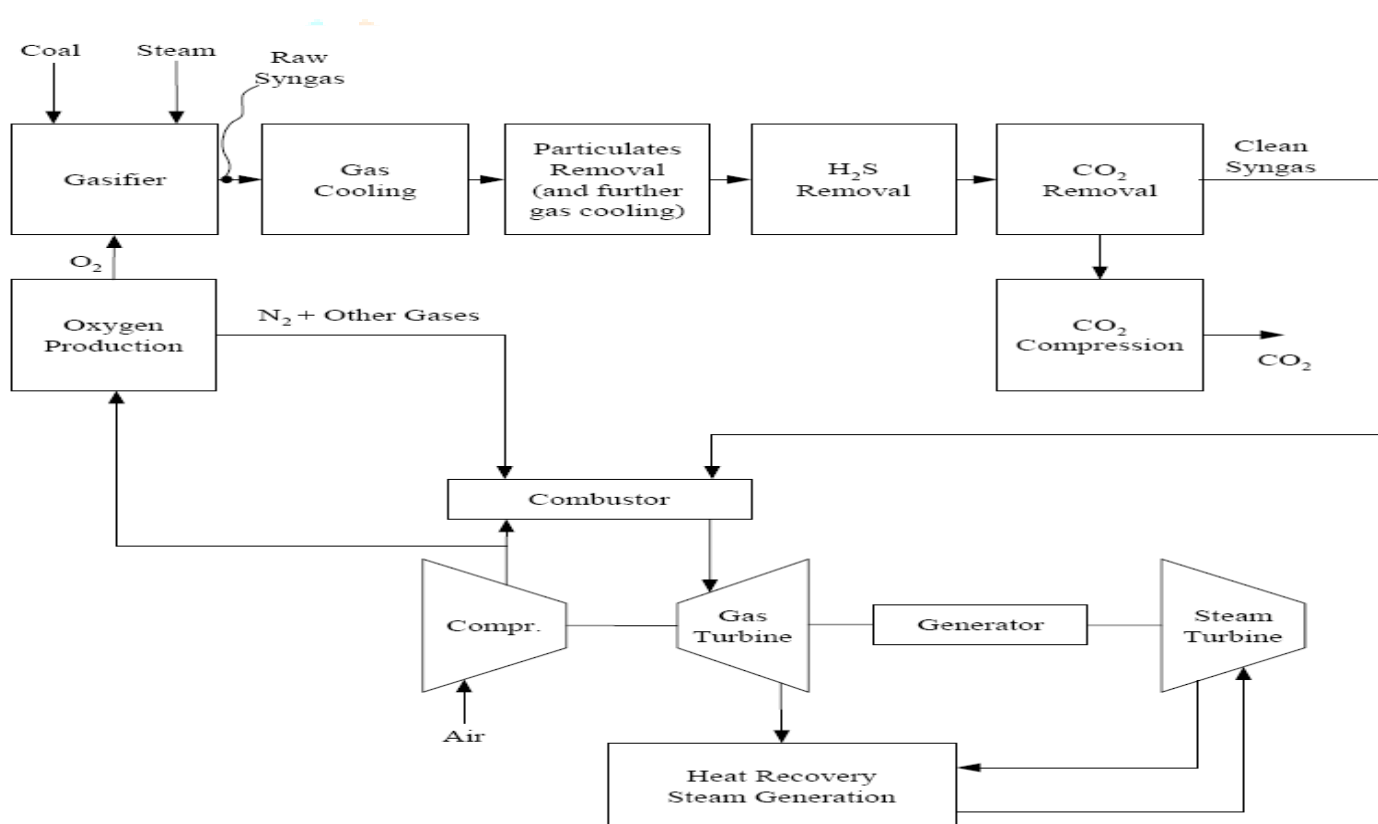 Coal
Steam
Raw
Syngas
Gasifier
Gas
Cooling
Particulates
Removal
(and further
gas cooling)
H₂S
Removal
CO₂
Removal
Clean
Syngas
O₂
Oxygen
Production
N₂ + Other Gases
CO₂
Compression
CO₂
Combustor
Compr.
Gas
Turbine
Generator
Steam
Turbine
Air
Heat Recovery
Steam Generation